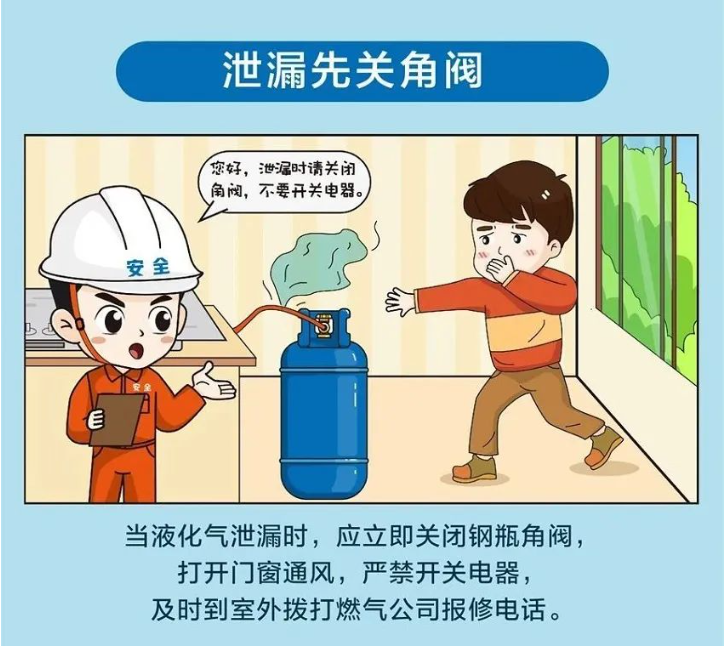 泄漏先关角阀
您好，泄漏时请关闭
角阀，不要开关电器。
安全
安全
当液化气泄漏时，应立即关闭钢瓶角阀，
打开门窗通风，严禁开关电器，
及时到室外拨打燃气公司报修电话。